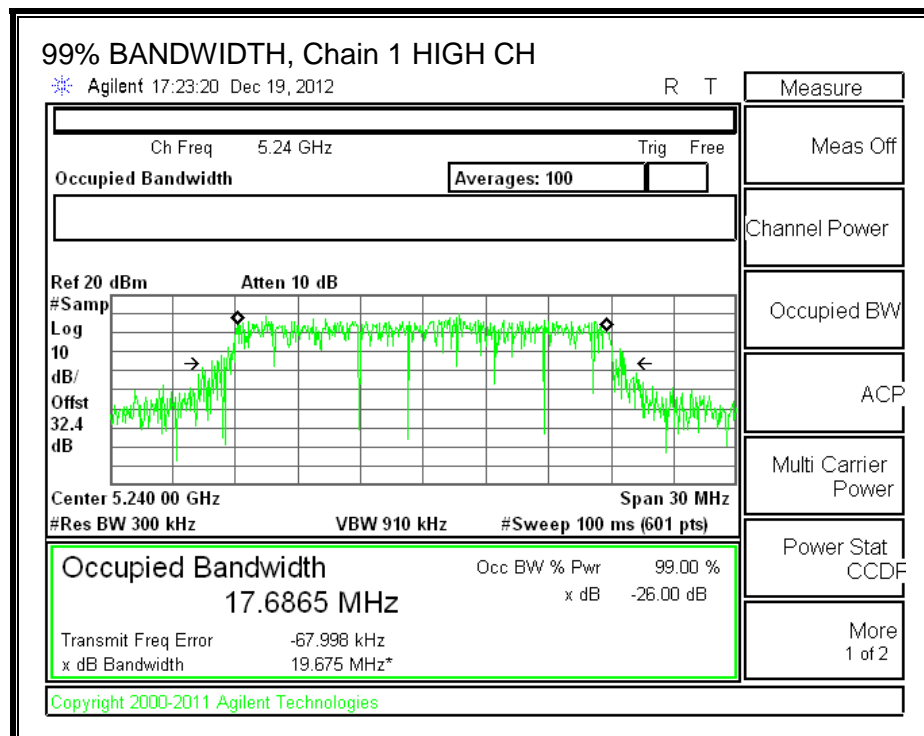 99% BANDWIDTH, Chain 1 HIGH CH
Agilent 17:23:20 Dec 19, 2012 R T
Measure
Ch Freq 5.24 GHz Trig Free
Occupied Bandwidth Averages: 100
Meas Off
Channel Power
Occupied BW
ACP
Multi Carrier
Power
Power Stat
CCDF
More
1 of 2
Ref 20 dBm Atten 10 dB
#Samp
Log
10
dB/
Offst
32.4
dB
Center 5.240 00 GHz Span 30 MHz
#Res BW 300 kHz VBW 910 kHz #Sweep 100 ms (601 pts)
Occupied Bandwidth Occ BW % Pwr 99.00 %
17.6865 MHz x dB -26.00 dB
Transmit Freq Error -67.998 kHz
x dB Bandwidth 19.675 MHz*
Copyright 2000-2011 Agilent Technologies